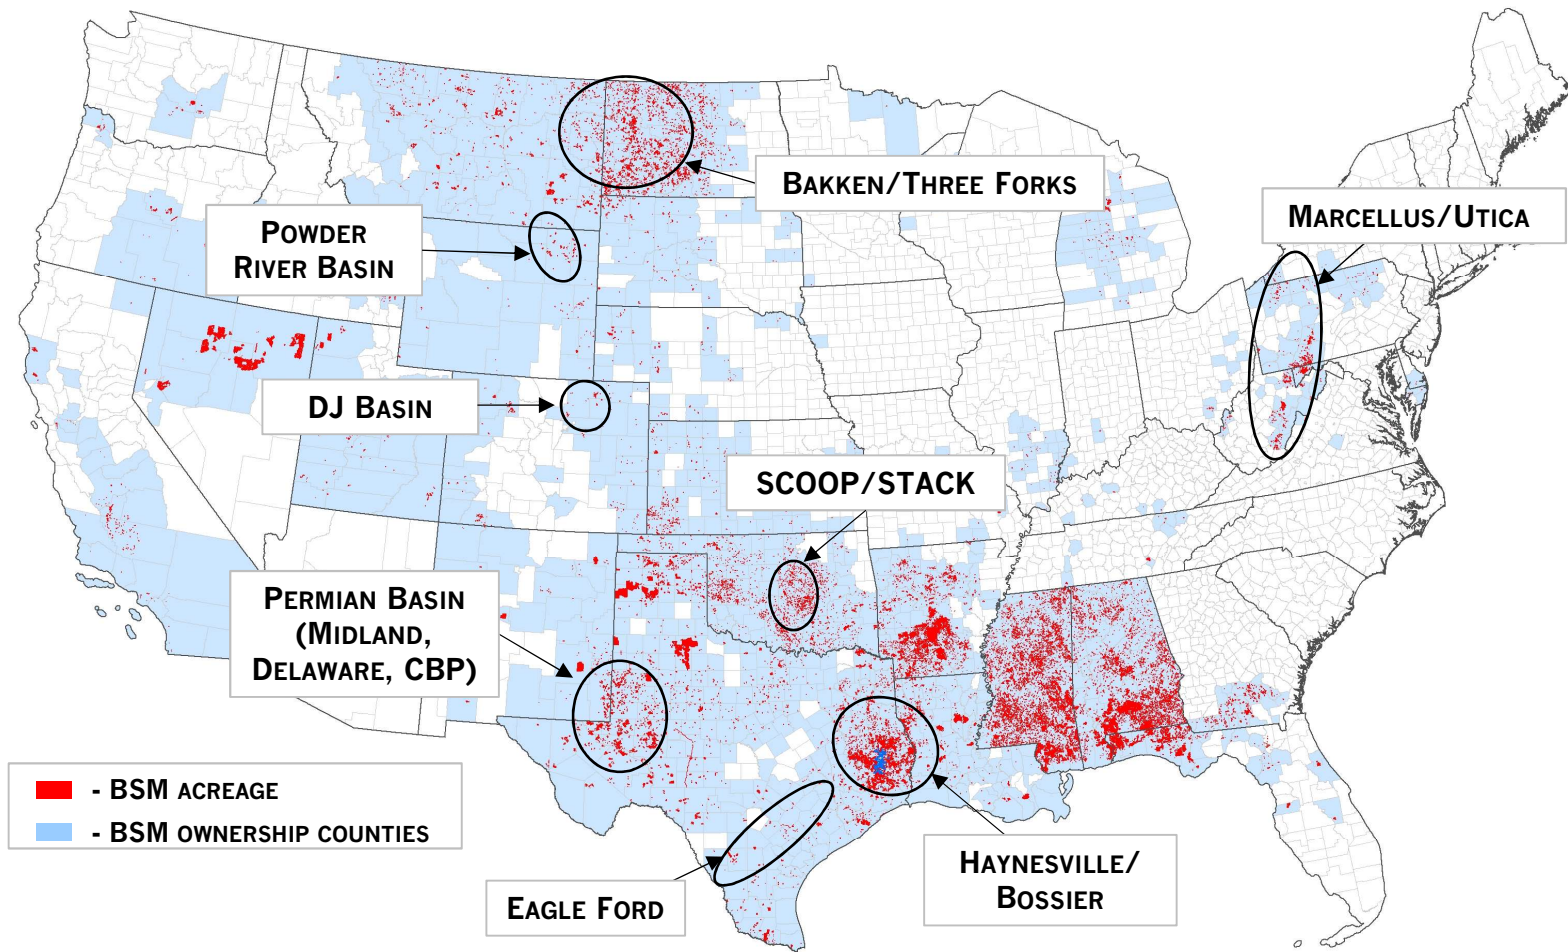 BAKKEN/THREE FORKS
MARCELLUS/UTICA
POWDER
RIVER BASIN
DJ BASIN
SCOOP/STACK
PERMIAN BASIN
(MIDLAND,
DELAWARE, CBP)
- BSM ACREAGE
- BSM OWNERSHIP COUNTIES
HAYNESVILLE/
BOSSIER
EAGLE FORD